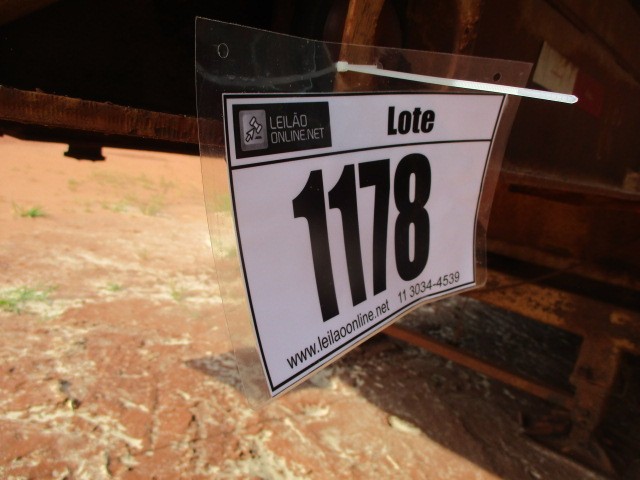 LEILÃO
ONLINE.NET
Lote
1178
www.leilaoonline.net 11 3034-4539